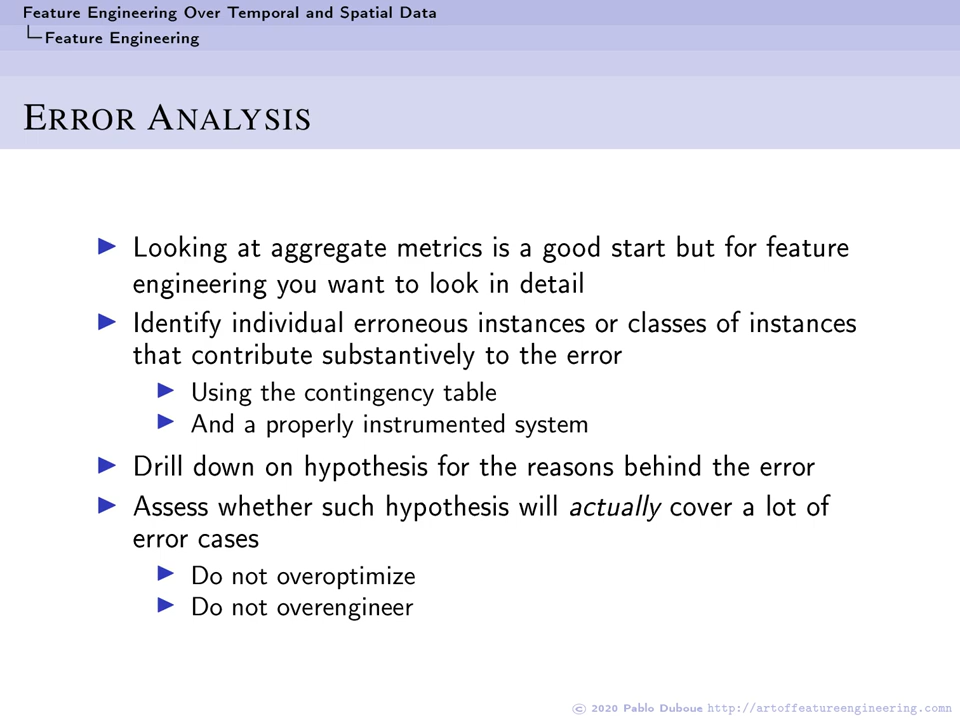 Feature Engineering Over Temporal and Spatial Data
Feature Engineering
ERROR ANALYSIS
Looking at aggregate metrics is a good start but for feature
engineering you want to look in detail
Identify individual erroneous instances or classes of instances
that contribute substantively to the error
Using the contingency table
And a properly instrumented system
Drill down on hypothesis for the reasons behind the error
Assess whether such hypothesis will actually cover a lot of
error cases
Do not overoptimize
Do not overengineer
© 2020 Pablo Duboue http://artoffeatureengineering.comn